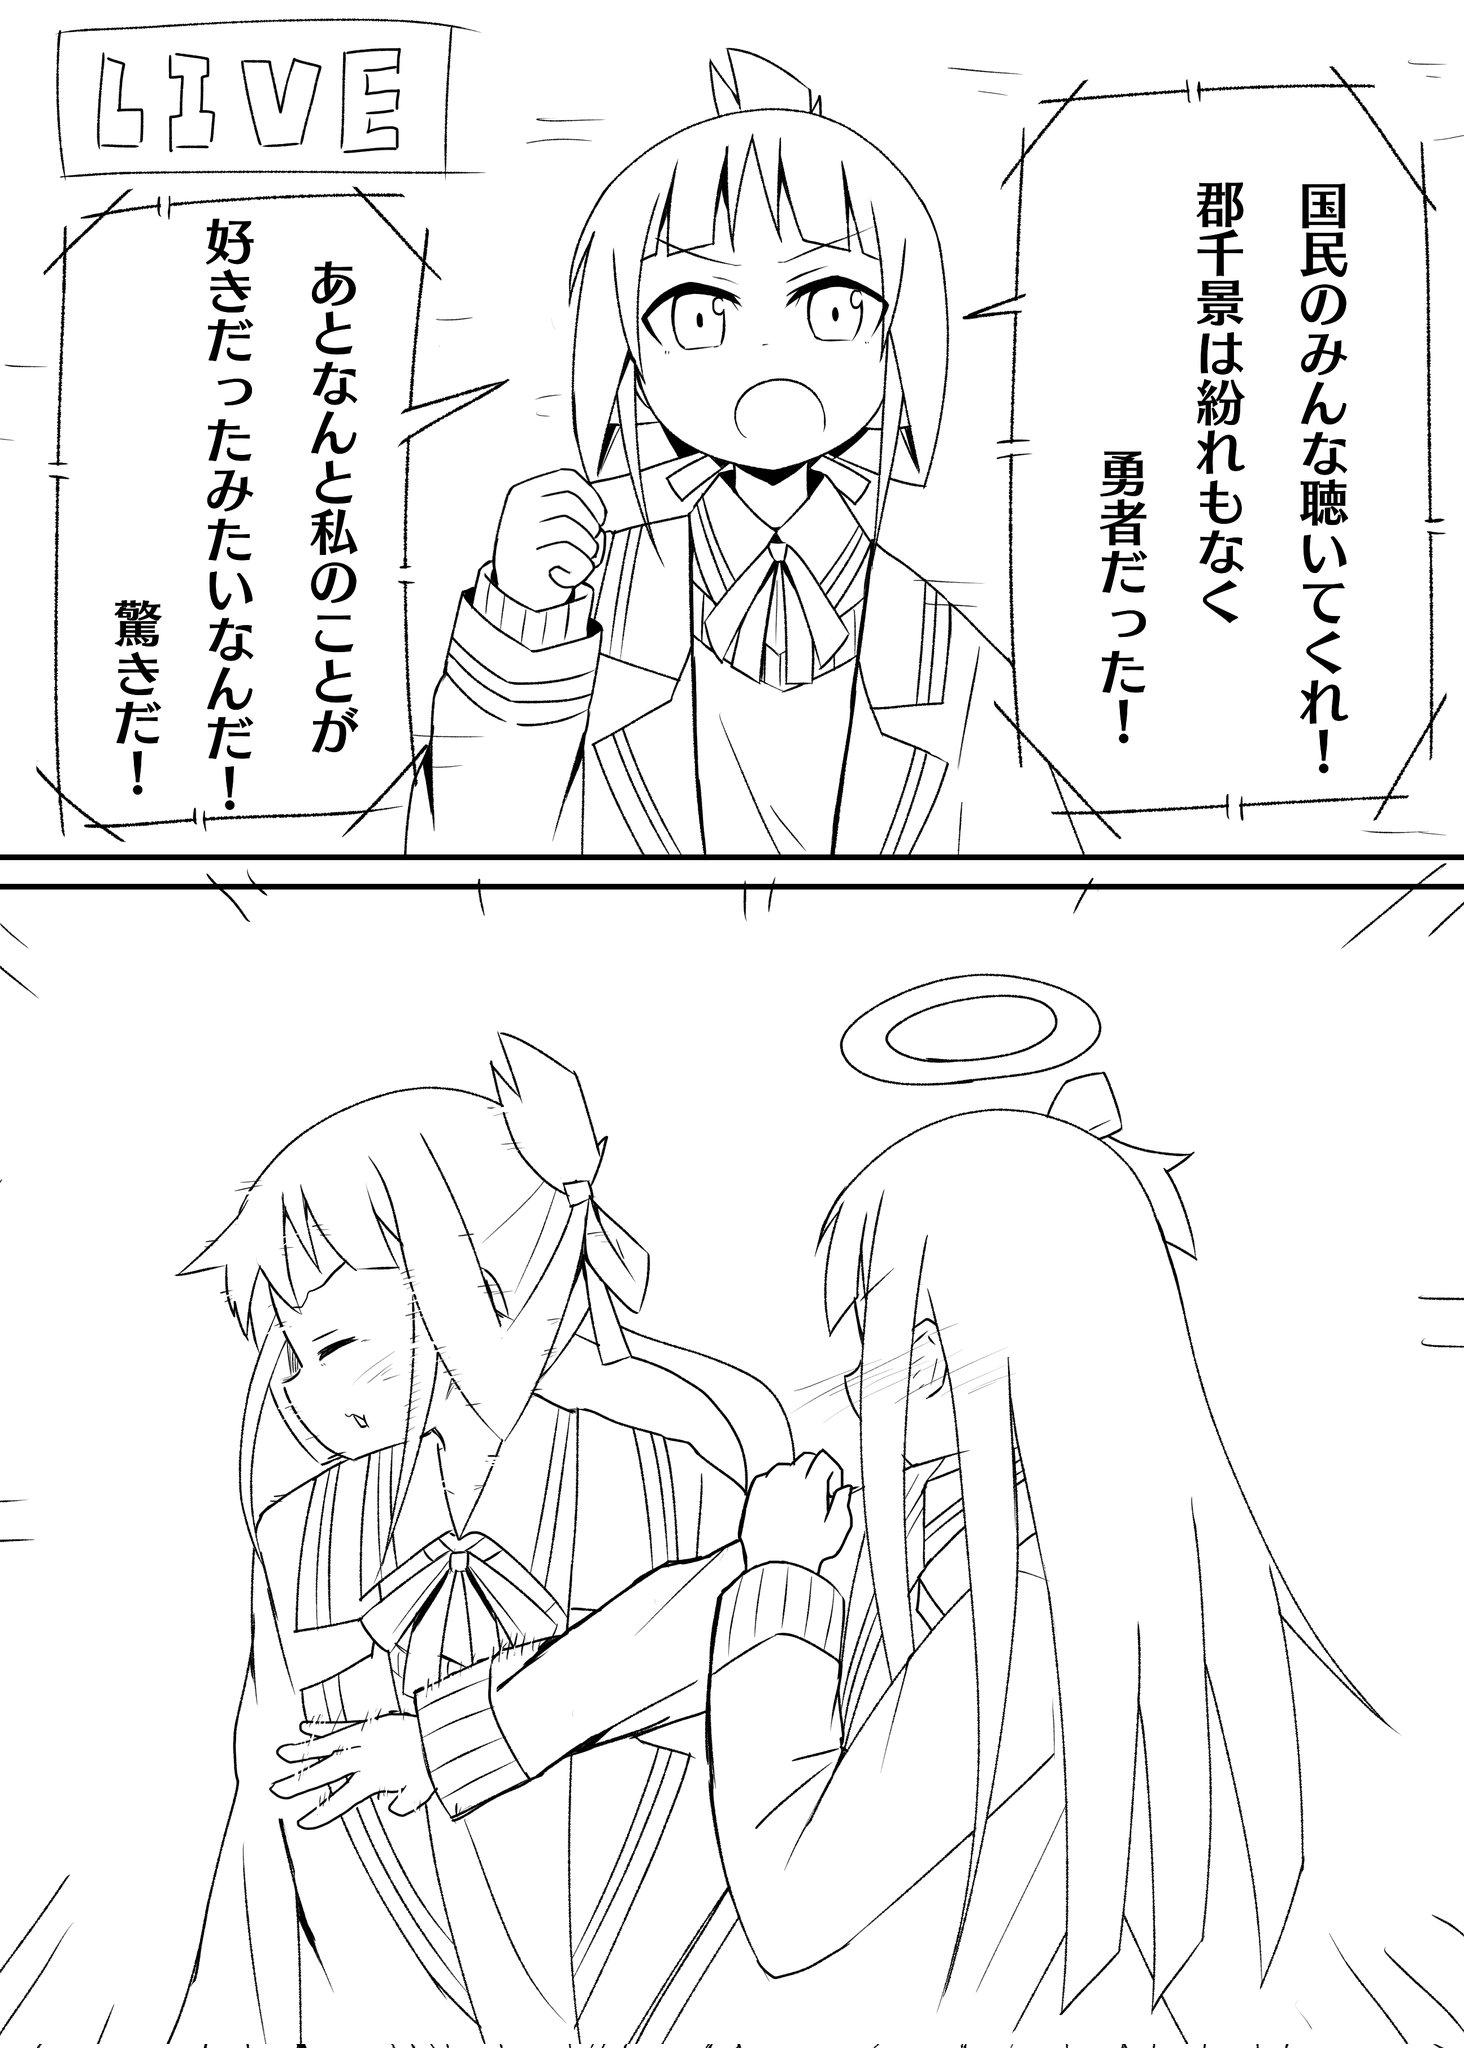 LIVE
国民のみんな聴いてくれ！
郡千景は紛れもなく
勇者だった！
あとなんと私のことが
好きだったみたいなんだ！
驚きだ！